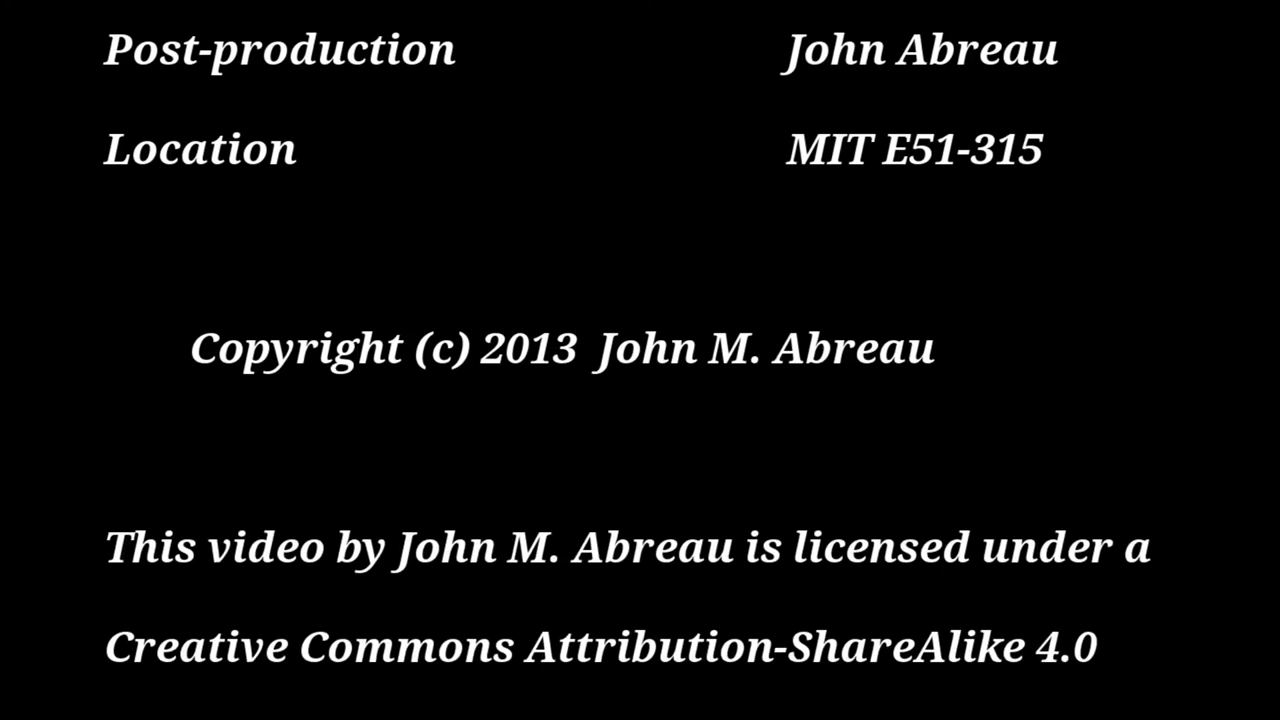 Post-production John Abreau
Location MIT E51-315
Copyright (c) 2013 John M. Abreau
This video by John M. Abreau is licensed under a
Creative Commons Attribution-ShareAlike 4.0